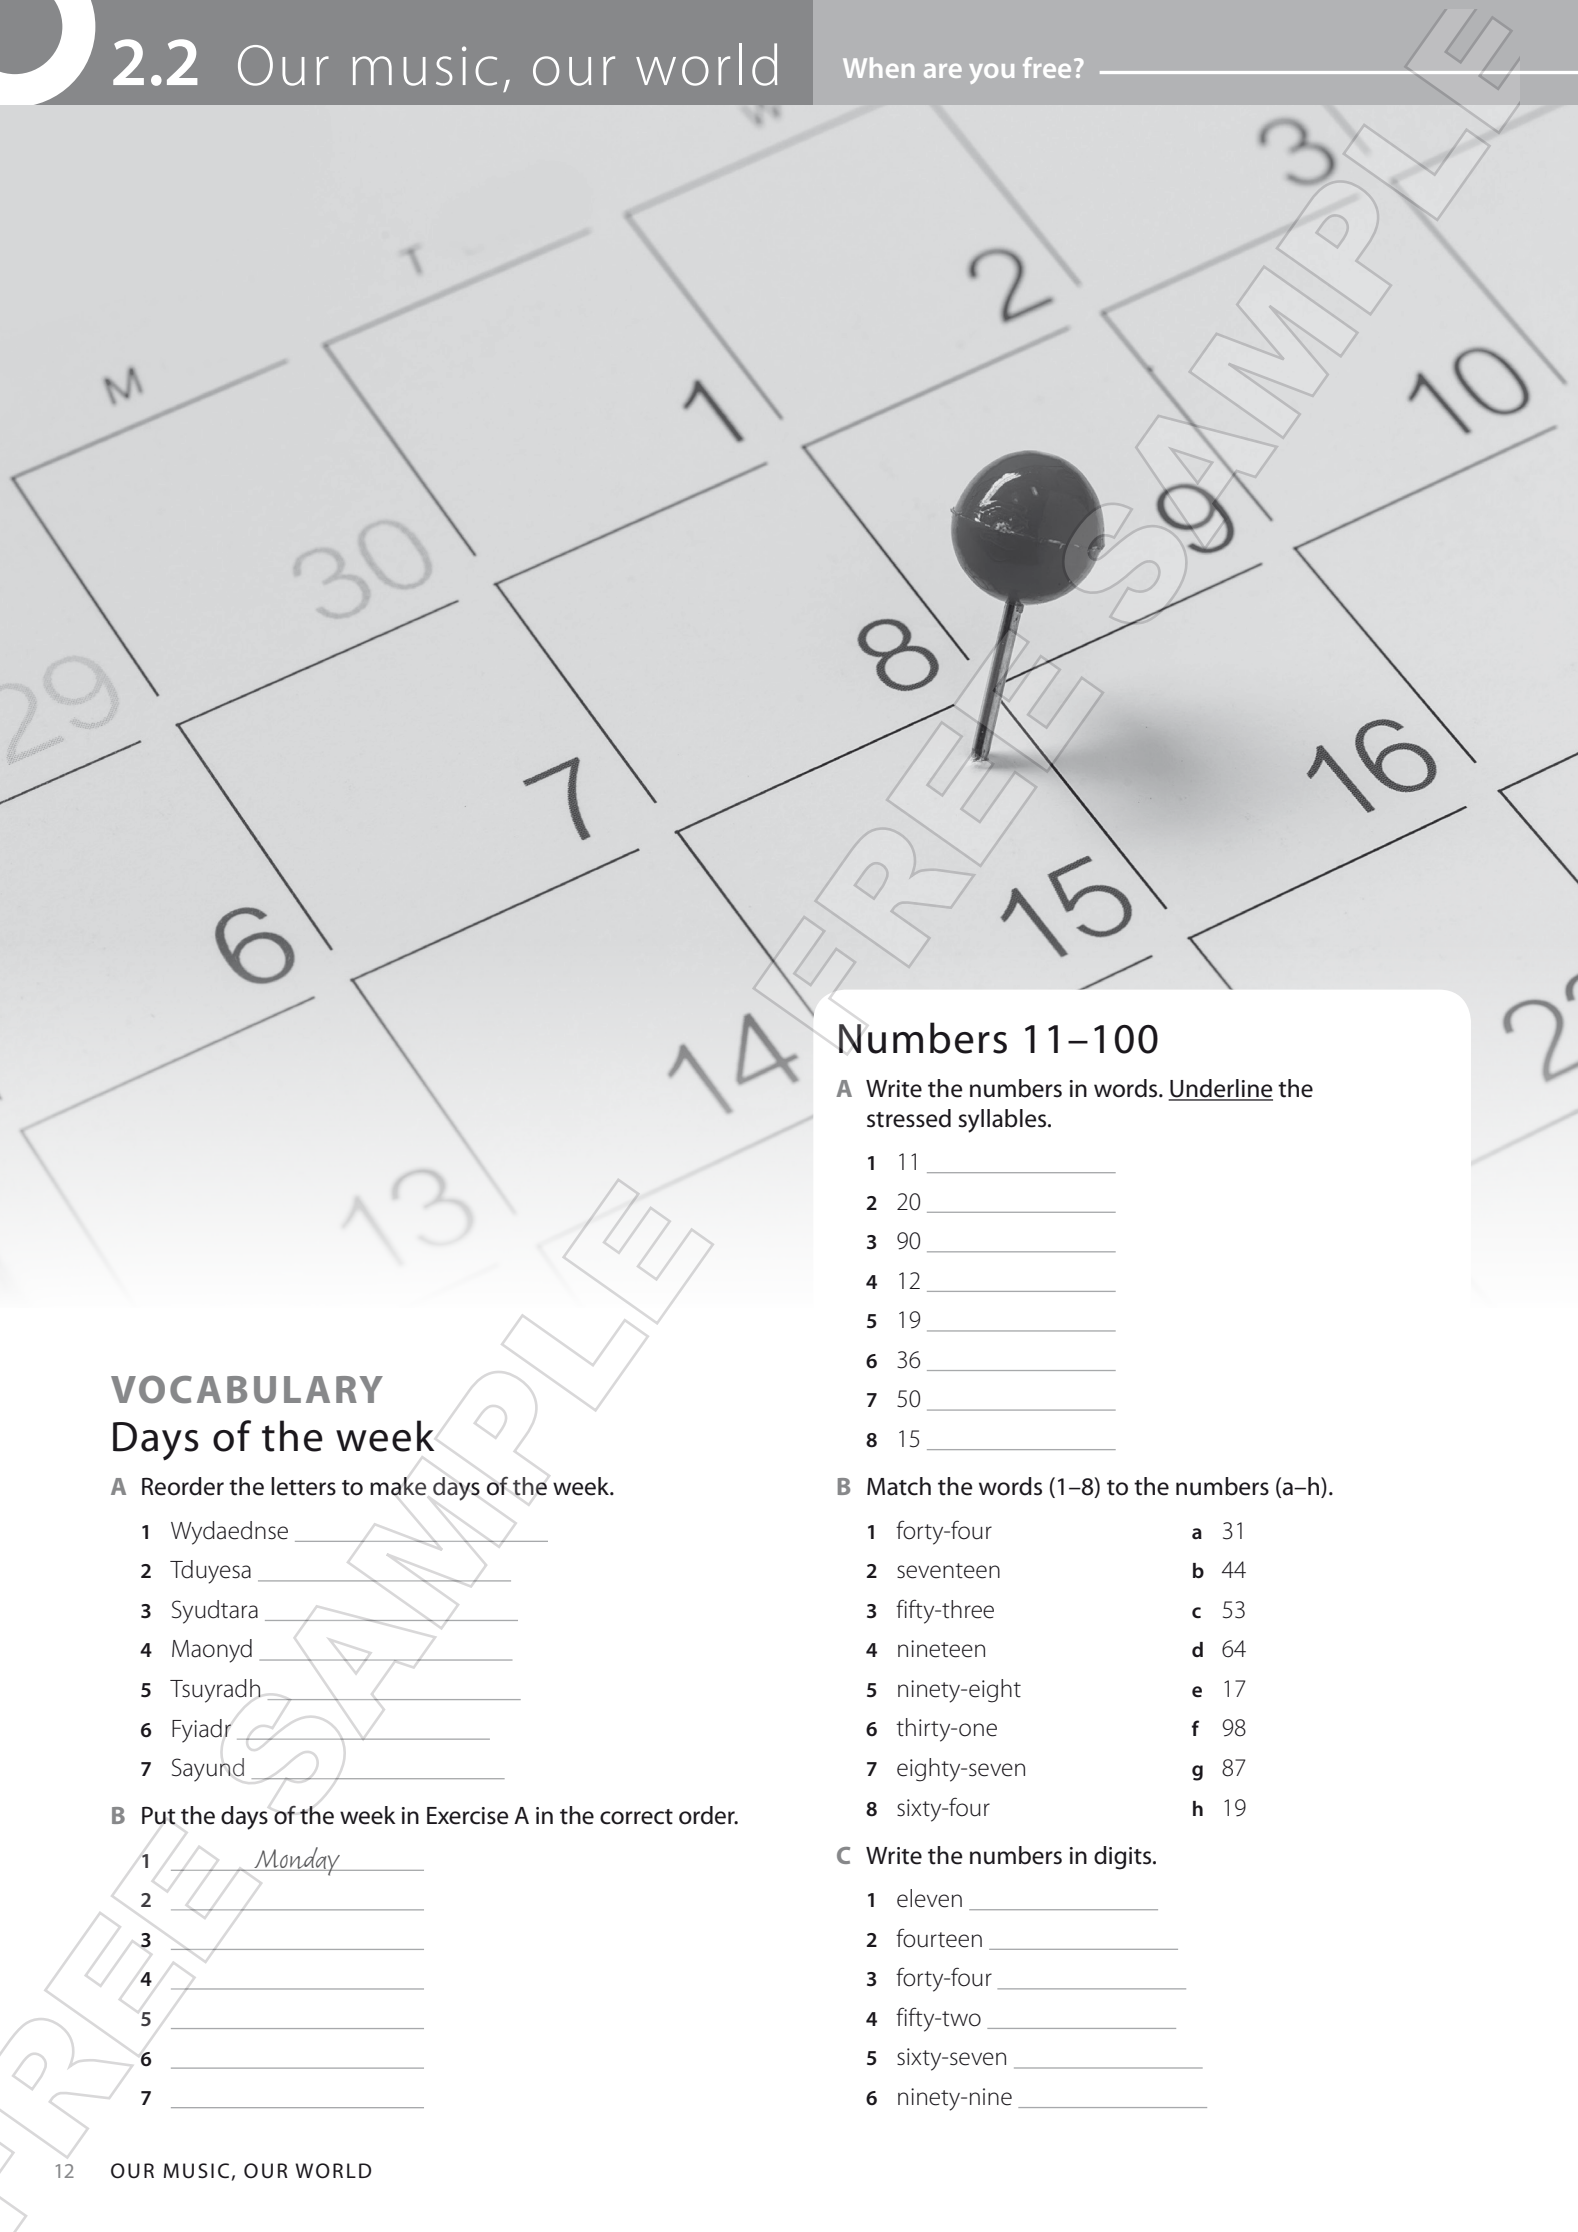 2.2 Our music, our world
When are you free?
W
3
T
2
M
1
10
30
9
29
8
7
16
6
15
14
22
13
FREE SAMPLE
VOCABULARY
Days of the week
A Reorder the letters to make days of the week.
1 Wydaednse
2 Tduyesa
3 Syudtara
4 Maonyd
5 Tsuyradh
6 Fyiadr
7 Sayund
B Put the days of the week in Exercise A in the correct order.
1 Monday
2
3
4
5
6
7
Numbers 11–100
A Write the numbers in words. Underline the
stressed syllables.
1 11
2 20
3 90
4 12
5 19
6 36
7 50
8 15
B Match the words (1–8) to the numbers (a–h).
1 forty-four a 31
2 seventeen b 44
3 fifty-three c 53
4 nineteen d 64
5 ninety-eight e 17
6 thirty-one f 98
7 eighty-seven g 87
8 sixty-four h 19
C Write the numbers in digits.
1 eleven
2 fourteen
3 forty-four
4 fifty-two
5 sixty-seven
6 ninety-nine
FREE SAMPLE
12 OUR MUSIC, OUR WORLD